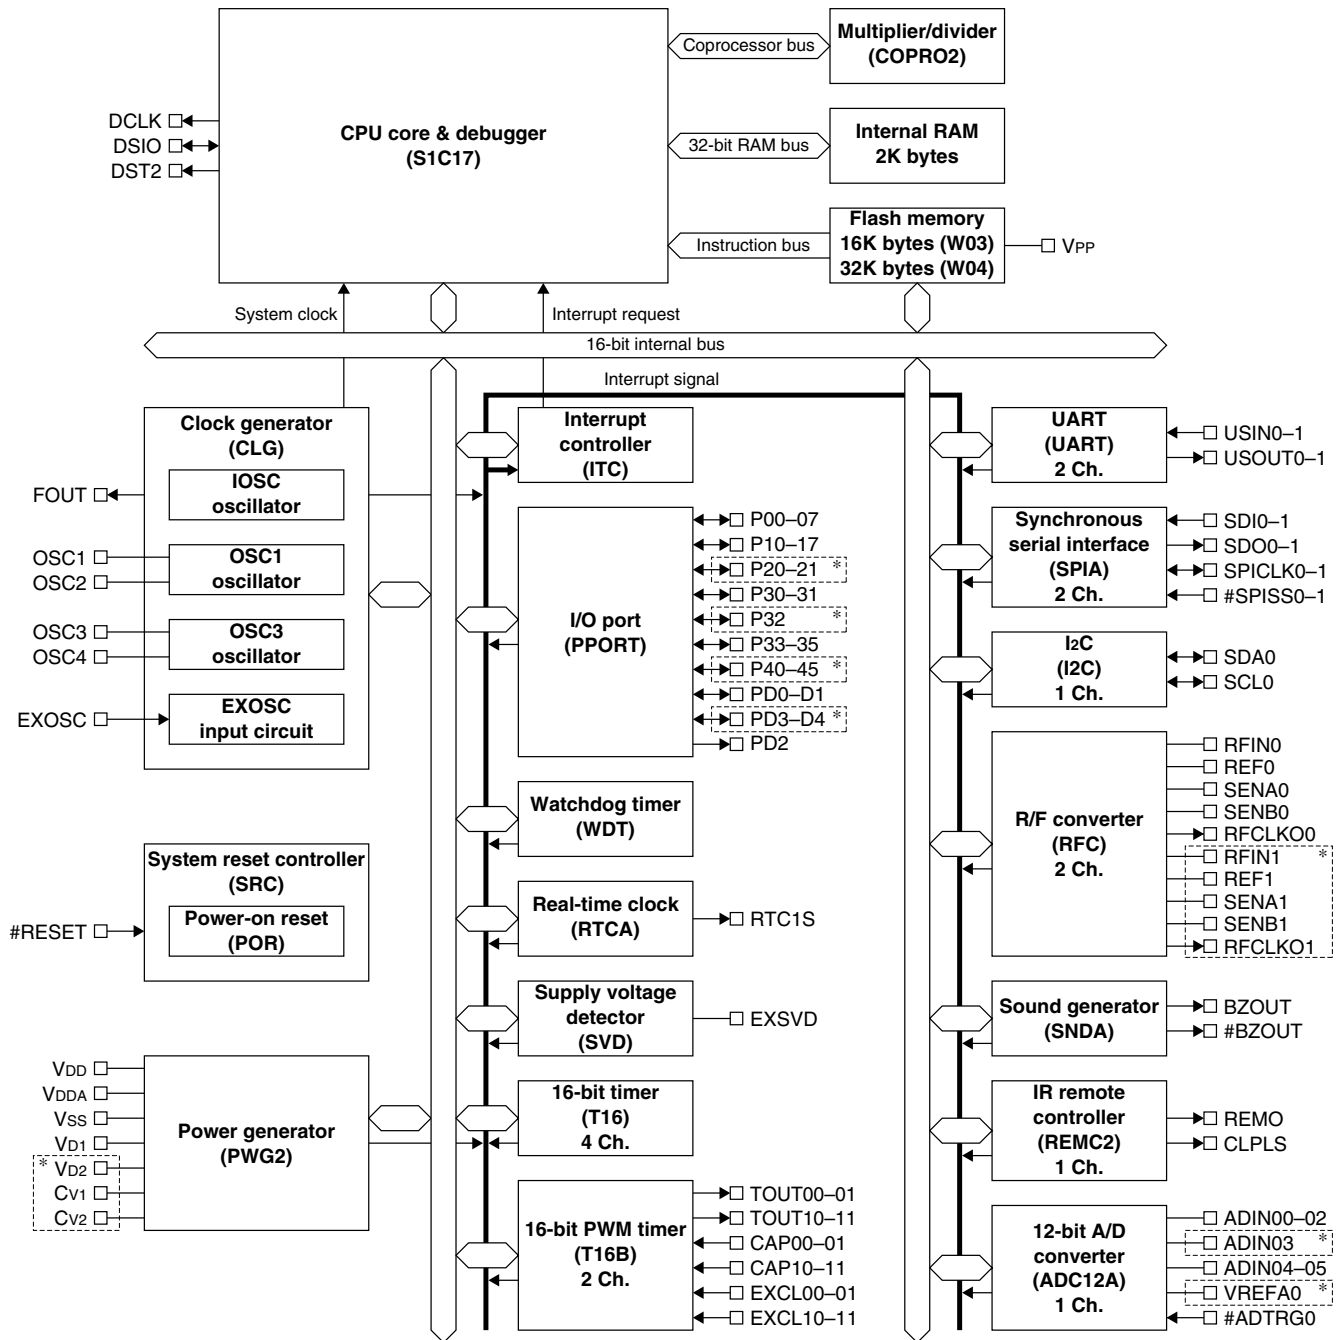 CPU core & debugger
(S1C17)
DCLK
DSIO
DST2
Coprocessor bus
Multiplier/divider
(COPRO2)
32-bit RAM bus
Internal RAM
2K bytes
Instruction bus
Flash memory
16K bytes (W03)
32K bytes (W04)
VPP
System clock
Interrupt request
16-bit internal bus
Interrupt signal
Clock generator
(CLG)
IOSC
oscillator
OSC1
oscillator
OSC3
oscillator
EXOSC
input circuit
FOUT
OSC1
OSC2
OSC3
OSC4
EXOSC
System reset controller
(SRC)
Power-on reset
(POR)
#RESET
Power generator
(PWG2)
VDD
VDDA
VSS
VD1
* VD2
CV1
CV2
Interrupt
controller
(ITC)
I/O port
(PPORT)
P00–07
P10–17
P20–21 *
P30–31
P32 *
P33–35
P40–45 *
PD0–D1
PD3–D4 *
PD2
Watchdog timer
(WDT)
Real-time clock
(RTCA)
RTC1S
Supply voltage
detector
(SVD)
EXSVD
16-bit timer
(T16)
4 Ch.
16-bit PWM timer
(T16B)
2 Ch.
TOUT00–01
TOUT10–11
CAP00–01
CAP10–11
EXCL00–01
EXCL10–11
UART
(UART)
2 Ch.
USIN0–1
USOUT0–1
Synchronous
serial interface
(SPIA)
2 Ch.
SDI0–1
SDO0–1
SPICLK0–1
#SPISS0–1
I2C
(I2C)
1 Ch.
SDA0
SCL0
R/F converter
(RFC)
2 Ch.
RFIN0
REF0
SENA0
SENB0
RFCLKO0
RFIN1 *
REF1
SENA1
SENB1
RFCLKO1
Sound generator
(SNDA)
BZOUT
#BZOUT
IR remote
controller
(REMC2)
1 Ch.
REMO
CLPLS
12-bit A/D
converter
(ADC12A)
1 Ch.
ADIN00–02
ADIN03 *
ADIN04–05
VREFA0 *
#ADTRG0